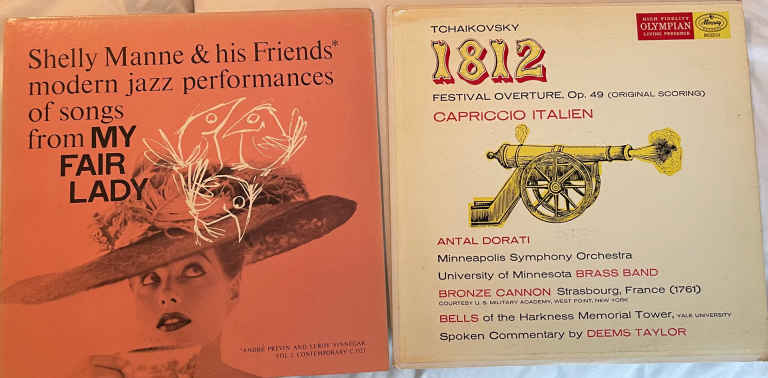 Shelly Manne & his Friends*
modern jazz performances
of songs
from MY
FAIR
LADY
*ANDRÉ PREVIN AND LEROY VINNEGAR
VOL. 2 CONTEMPORARY C 3527
TCHAIKOVSKY
HIGH FIDELITY
OLYMPIAN
LIVING PRESENCE
Mercury
1812
FESTIVAL OVERTURE, Op. 49 (ORIGINAL SCORING)
CAPRICCIO ITALIEN
ANTAL DORATI
Minneapolis Symphony Orchestra
University of Minnesota BRASS BAND
BRONZE CANNON Strasbourg, France (1761)
COURTESY U. S. MILITARY ACADEMY, WEST POINT, NEW YORK
BELLS of the Harkness Memorial Tower, YALE UNIVERSITY
Spoken Commentary by DEEMS TAYLOR